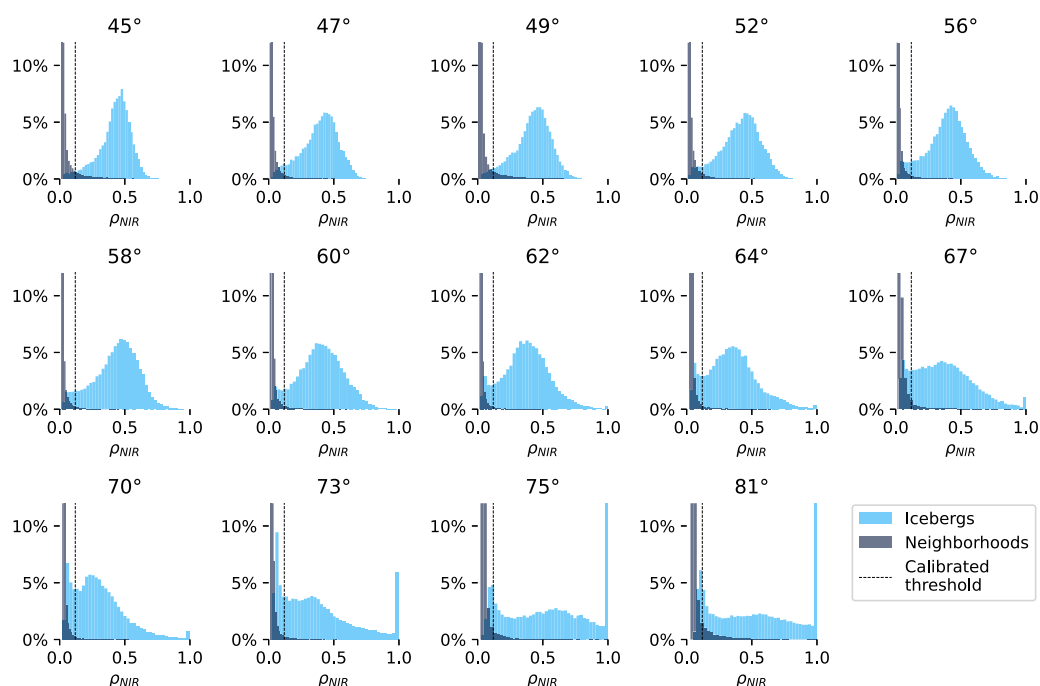 45° 47° 49° 52° 56°
10% 10% 10% 10% 10%
5% 5% 5% 5% 5%
0% 0% 0% 0% 0%
0.0 0.5 1.0 0.0 0.5 1.0 0.0 0.5 1.0 0.0 0.5 1.0 0.0 0.5 1.0
ρNIR ρNIR ρNIR ρNIR ρNIR
58° 60° 62° 64° 67°
10% 10% 10% 10% 10%
5% 5% 5% 5% 5%
0% 0% 0% 0% 0%
0.0 0.5 1.0 0.0 0.5 1.0 0.0 0.5 1.0 0.0 0.5 1.0 0.0 0.5 1.0
ρNIR ρNIR ρNIR ρNIR ρNIR
70° 73° 75° 81°
10% 10% 10% 10%
5% 5% 5% 5%
0% 0% 0% 0%
0.0 0.5 1.0 0.0 0.5 1.0 0.0 0.5 1.0 0.0 0.5 1.0
ρNIR ρNIR ρNIR ρNIR
Icebergs
Neighborhoods
Calibrated
threshold